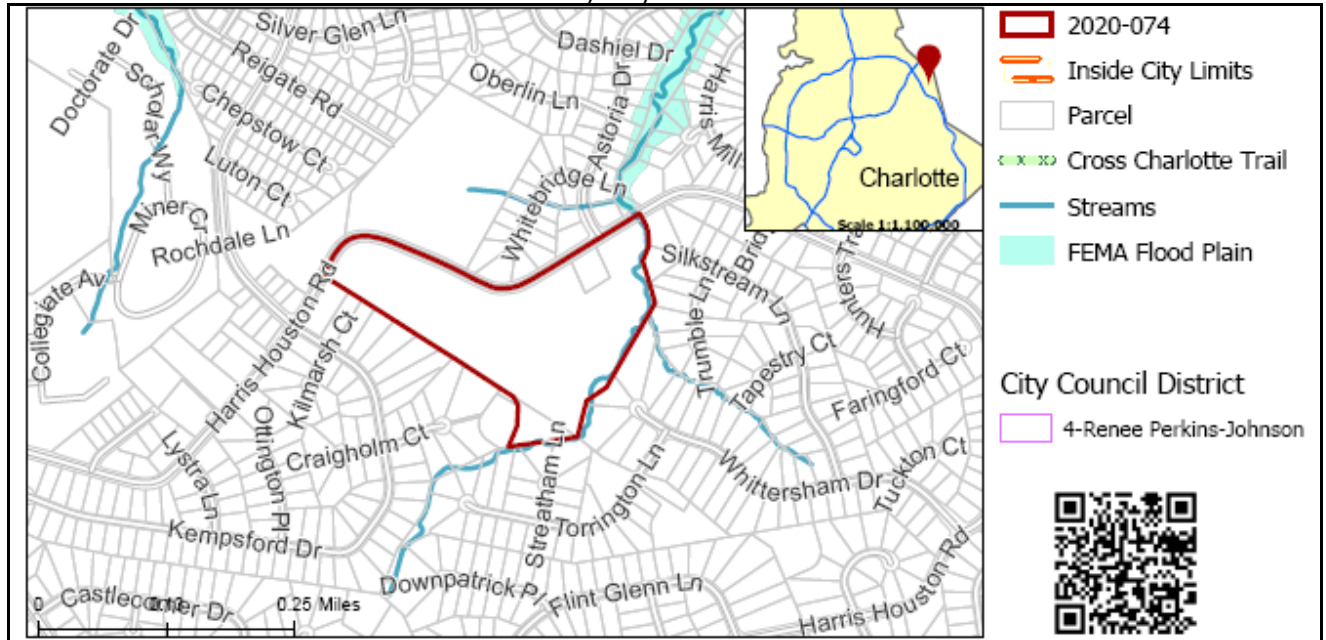 Doctorate Dr
Scholar Wy
Miner Cr
Collegiate Av
Silver Glen Ln
Reigate Rd
Chepstow Ct
Luton Ct
Rochdale Ln
Dashiel Dr
Oberlin Ln
Astoria Dr
Whitebridge Ln
Harris Mill
Charlotte
Scale 1:1,100,000
Silkstream Ln
Trumble Ln
Tapestry Ct
Faringford Ct
Harris Houston Rd
Kilmarsh Ct
Ottington Pl
Craigholm Ct
Lystra Ln
Kempsford Dr
Streatham Ln
Torrington Ln
Whittersham Dr
Tuckton Ct
Downpatrick Pl
Flint Glenn Ln
Harris Houston Rd
Castlecomer Dr
0 0.13 0.25 Miles
2020-074
Inside City Limits
Parcel
Cross Charlotte Trail
Streams
FEMA Flood Plain
City Council District
4-Renee Perkins-Johnson